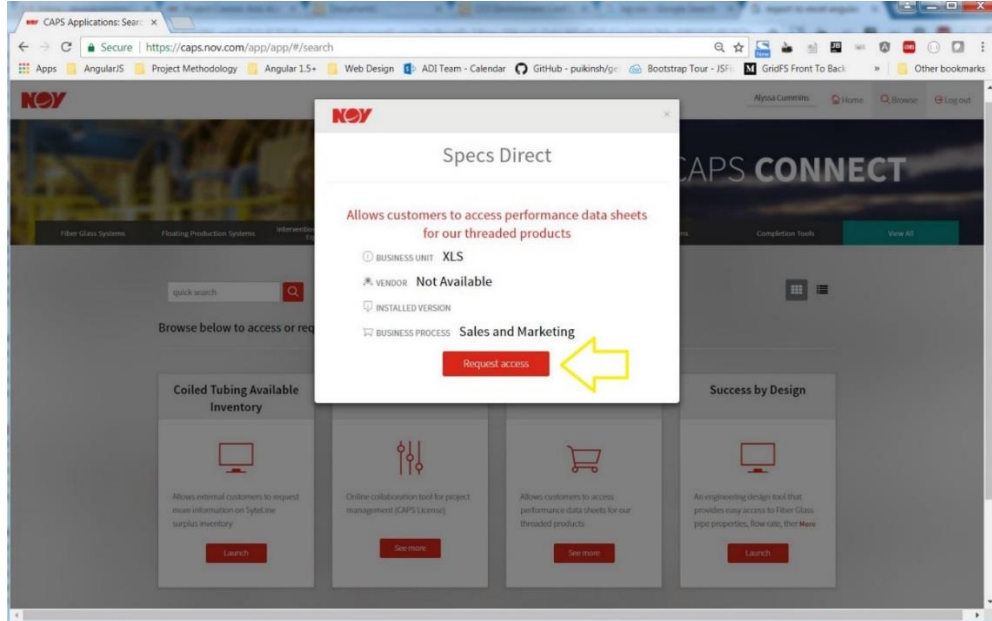 CAPS Applications: Searc
Secure https://caps.nov.com/app/app/#/search
Apps AngularJS Project Methodology Angular 1.5+ Web Design ADI Team - Calendar GitHub - puikinsh/ge Bootstrap Tour - JSFi GridFS Front To Back » Other bookmarks
NOV
Alyssa Cummins Home Browse Log out
NOV
Specs Direct
CAPS CONNECT
Allows customers to access performance data sheets
for our threaded products
Fiber Glass Systems Floating Production Systems Completion Tools View All
BUSINESS UNIT XLS
VENDOR Not Available
INSTALLED VERSION
BUSINESS PROCESS Sales and Marketing
Request access
quick search
Browse below to access or req
Coiled Tubing Available
Inventory
Allows external customers to request
more information on SyteLine
surplus inventory
Launch
Online collaboration tool for project
management (CAPS License)
See more
Allows customers to access
performance data sheets for our
threaded products
See more
Success by Design
An engineering design tool that
provides easy access to Fiber Glass
pipe properties, flow rate, ther More
Launch